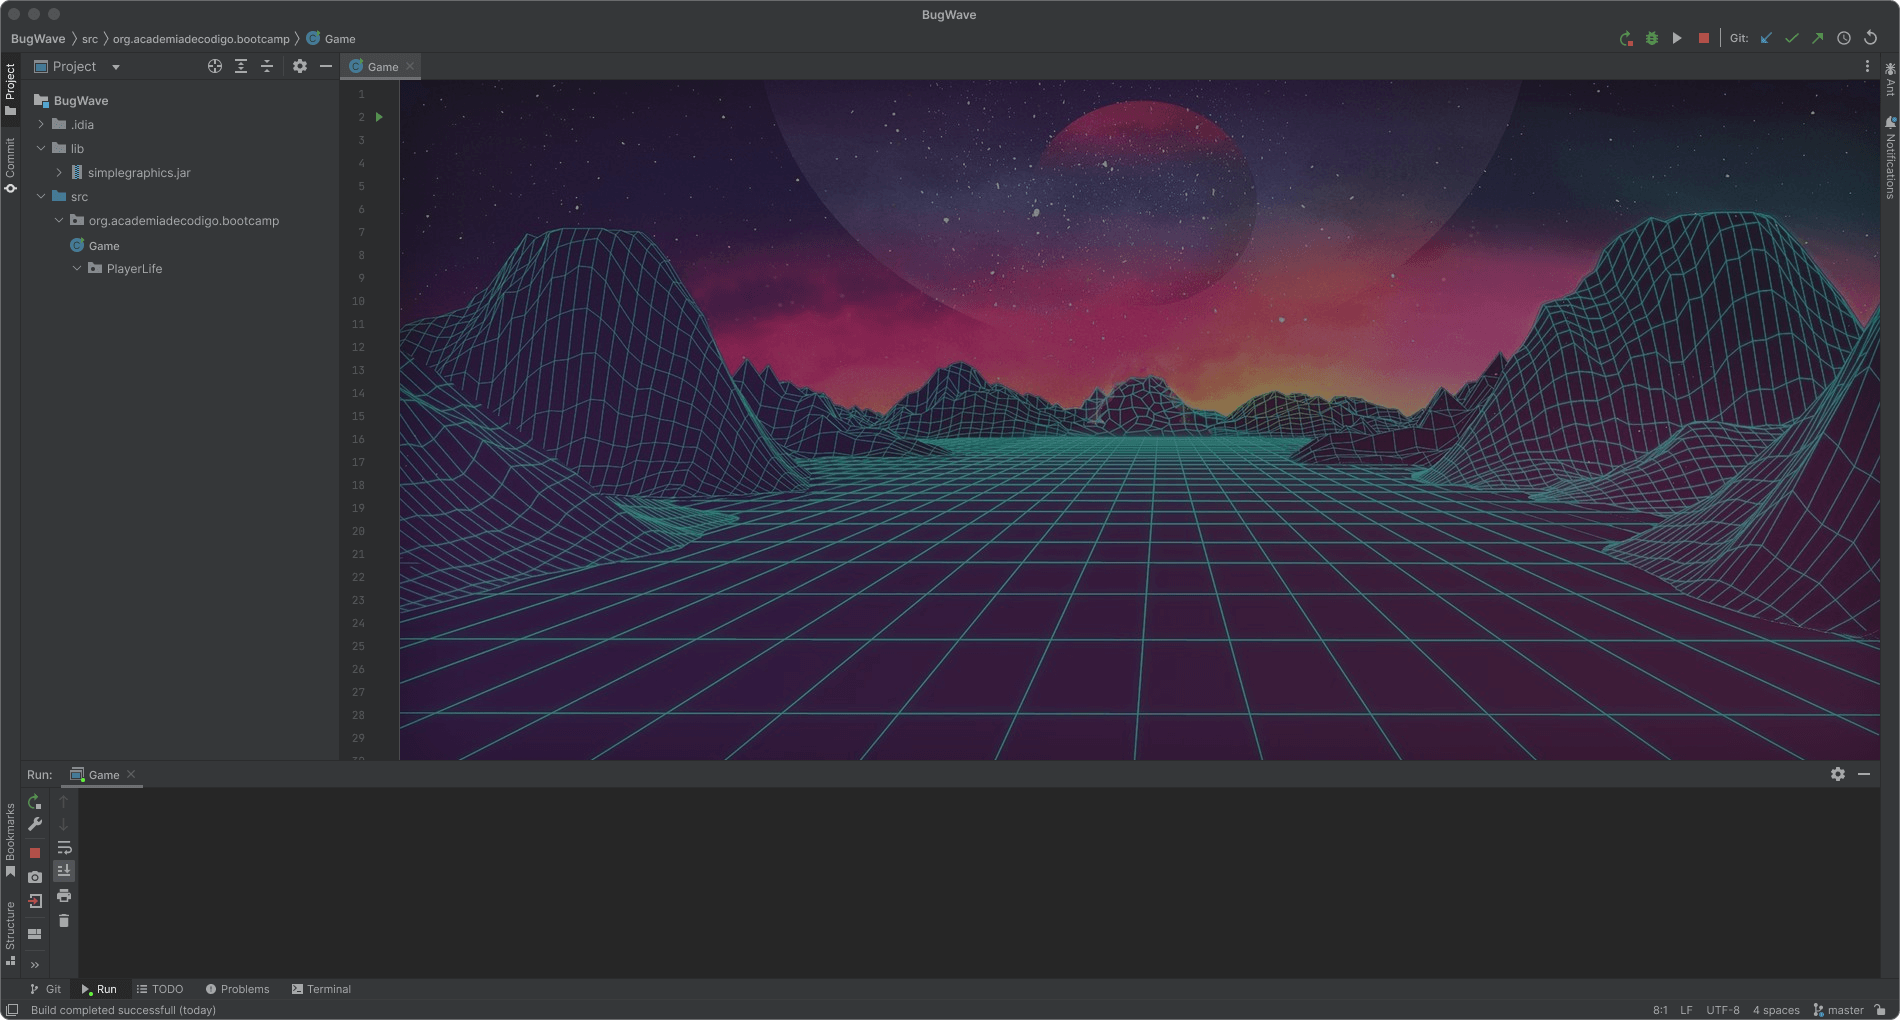 BugWave
BugWave src org.academiadecodigo.bootcamp Game
Git:
Project
Game
Project
Commit
BugWave
.idia
lib
simplegraphics.jar
src
org.academiadecodigo.bootcamp
Game
PlayerLife
1
2
3
4
5
6
7
8
9
10
11
12
13
14
15
16
17
18
19
20
21
22
23
24
25
26
27
28
29
Ant
Notifications
Run: Game
Bookmarks
Structure
Git Run TODO Problems Terminal
Build completed successfull (today)
8:1 LF UTF-8 4 spaces master